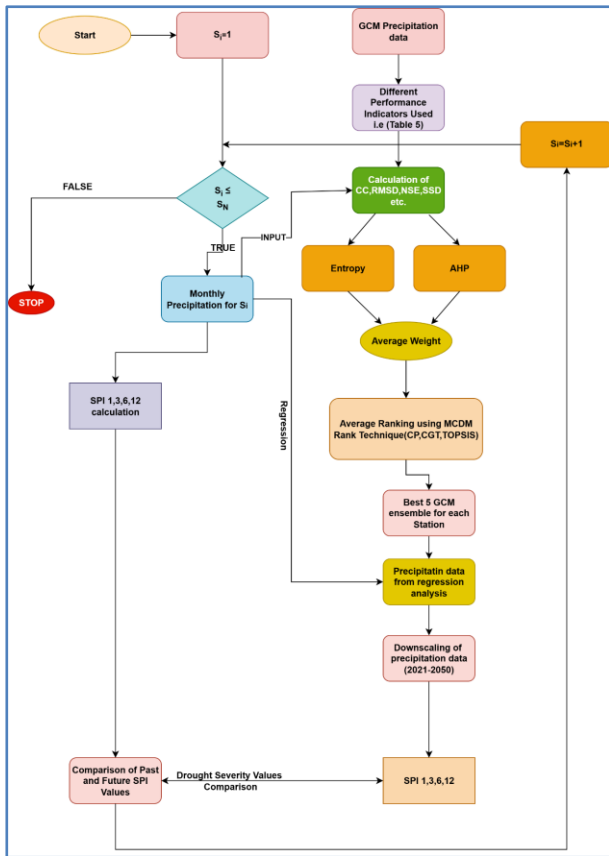 Start
Si=1
GCM Precipitation
data
Different
Performance
Indicators Used
i.e (Table 5)
Si=Si+1
Si ≤
SN
FALSE
TRUE
INPUT
Calculation of
CC,RMSD,NSE,SSD
etc.
STOP
Monthly
Precipitation for Si
Entropy
AHP
Average Weight
SPI 1,3,6,12
calculation
Regression
Average Ranking using MCDM
Rank Technique(CP,CGT,TOPSIS)
Best 5 GCM
ensemble for each
Station
Precipitatin data
from regression
analysis
Downscaling of
precipitation data
(2021-2050)
Comparison of Past
and Future SPI
Values
Drought Severity Values
Comparison
SPI 1,3,6,12